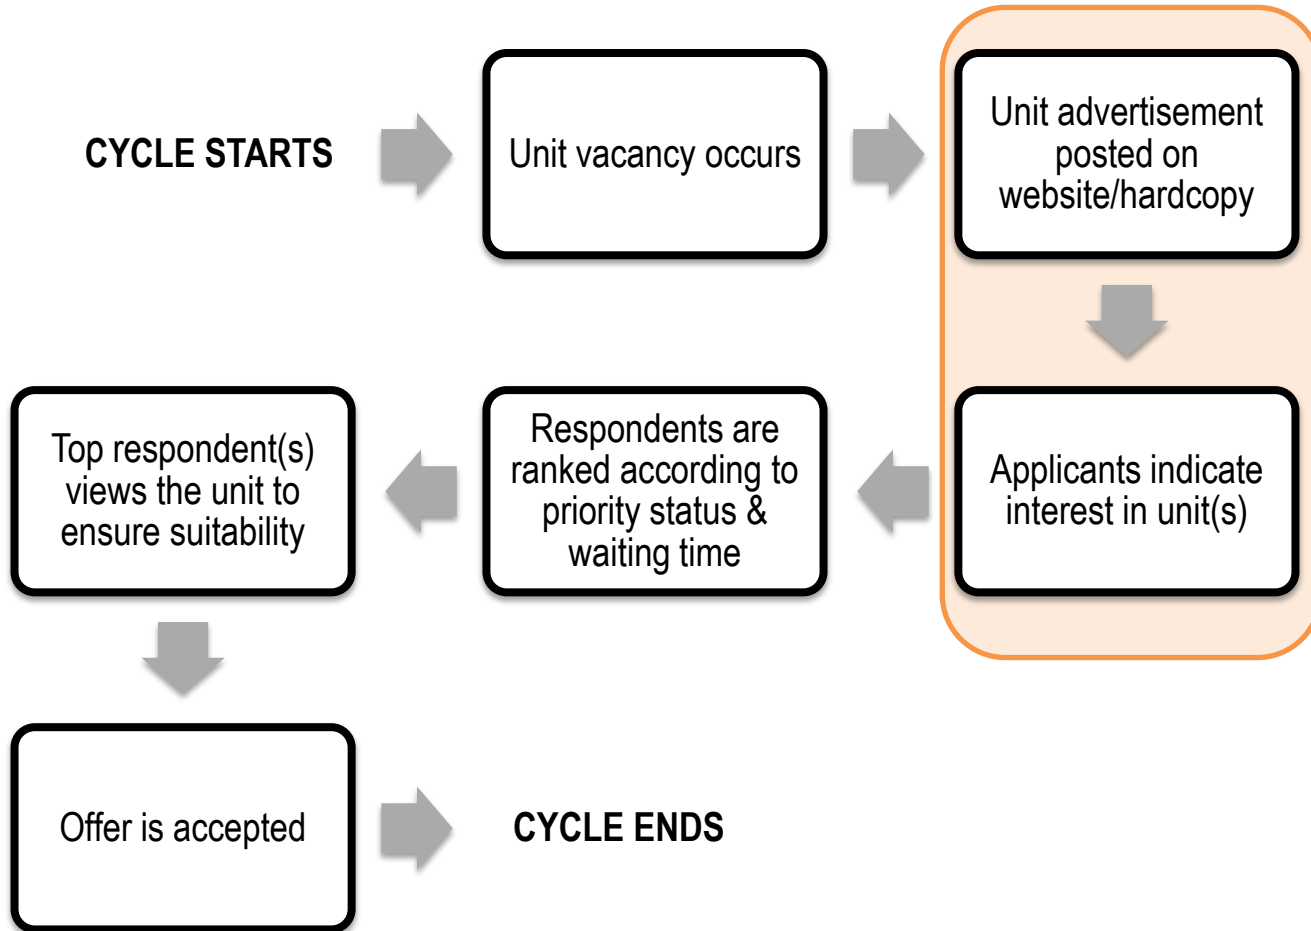 CYCLE STARTS
Unit vacancy occurs
Unit advertisement
posted on
website/hardcopy
Applicants indicate
interest in unit(s)
Respondents are
ranked according to
priority status &
waiting time
Top respondent(s)
views the unit to
ensure suitability
Offer is accepted
CYCLE ENDS